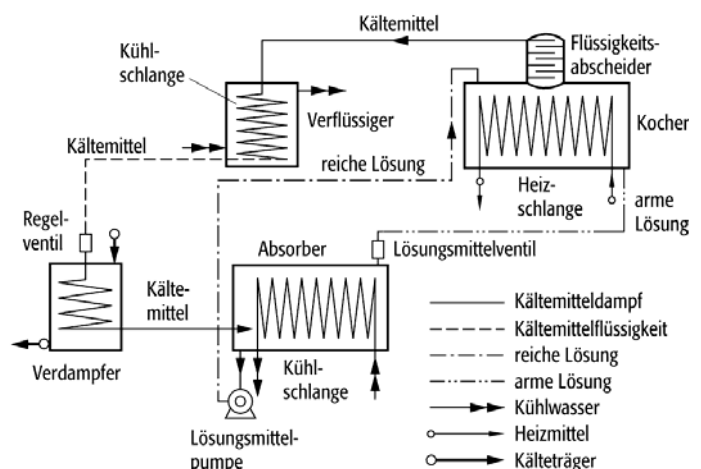 Kältemittel
Flüssigkeits-
abscheider
Kühl-
schlange
Verflüssiger
Kocher
Kältemittel
reiche Lösung
Heiz-
schlange
arme
Lösung
Regel-
ventil
Absorber
Lösungsmittelventil
Kälte-
mittel
Verdampfer
Kühl-
schlange
Lösungsmittel-
pumpe
Kältemitteldampf
Kältemittelflüssigkeit
reiche Lösung
arme Lösung
Kühlwasser
Heizmittel
Kälteträger